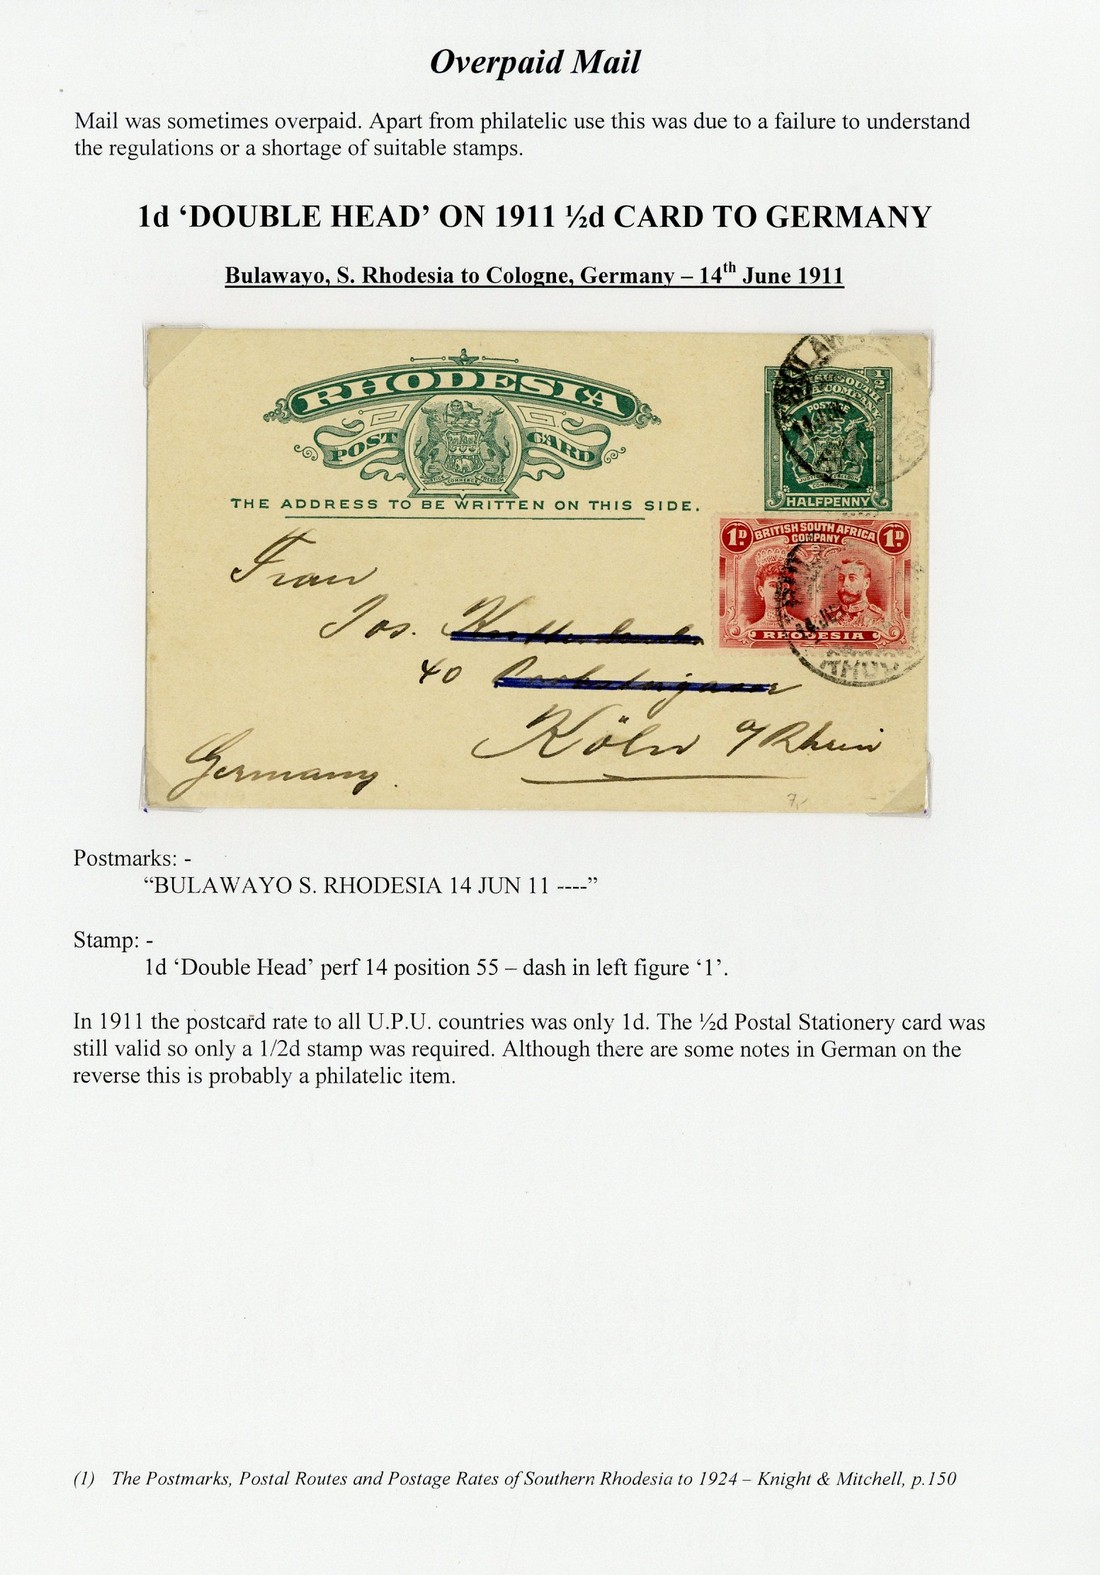 Overpaid Mail
Mail was sometimes overpaid. Apart from philatelic use this was due to a failure to understand
the regulations or a shortage of suitable stamps.
1d ‘DOUBLE HEAD’ ON 1911 ½d CARD TO GERMANY
Bulawayo, S. Rhodesia to Cologne, Germany – 14th June 1911
RHODESIA
POST CARD
THE ADDRESS TO BE WRITTEN ON THIS SIDE.
½
POSTAGE
HALFPENNY
1D. BRITISH SOUTH AFRICA COMPANY 1D.
RHODESIA
Frau
Jos.
40
Köln a/Rhein
Germany.
7,-
Postmarks: -
“BULAWAYO S. RHODESIA 14 JUN 11 ----”
Stamp: -
1d ‘Double Head’ perf 14 position 55 – dash in left figure ‘1’.
In 1911 the postcard rate to all U.P.U. countries was only 1d. The ½d Postal Stationery card was
still valid so only a 1/2d stamp was required. Although there are some notes in German on the
reverse this is probably a philatelic item.
(1) The Postmarks, Postal Routes and Postage Rates of Southern Rhodesia to 1924 – Knight & Mitchell, p.150